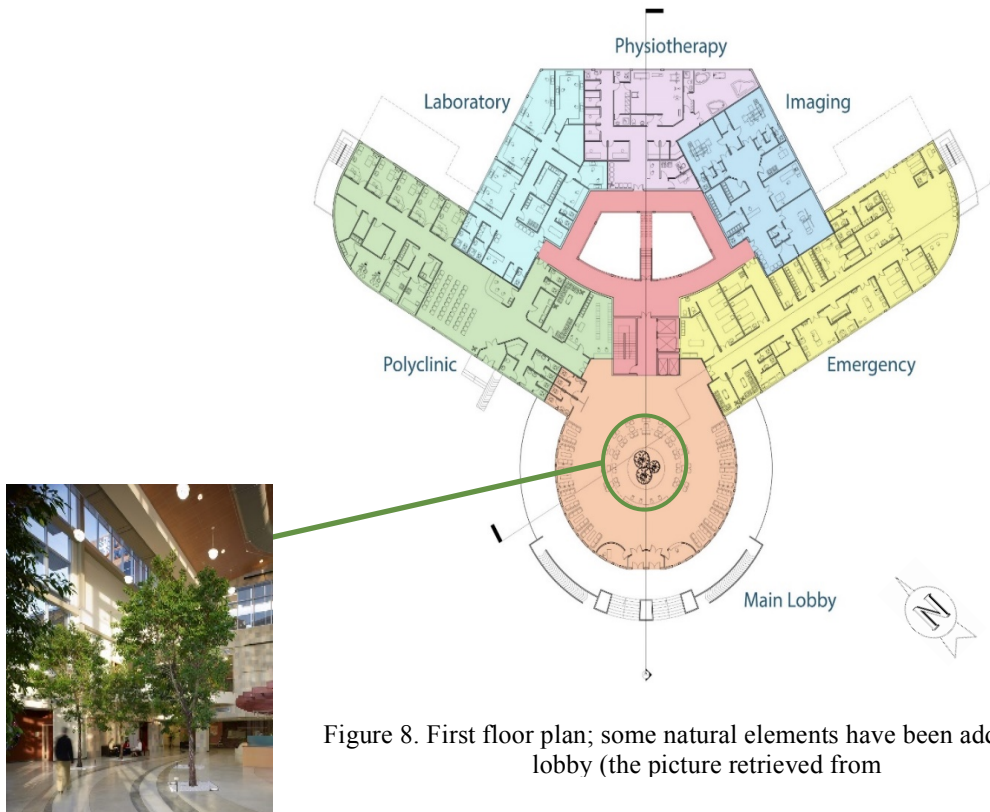 Physiotherapy
Laboratory
Imaging
Polyclinic
Emergency
Main Lobby
N
Figure 8. First floor plan; some natural elements have been
lobby (the picture retrieved from